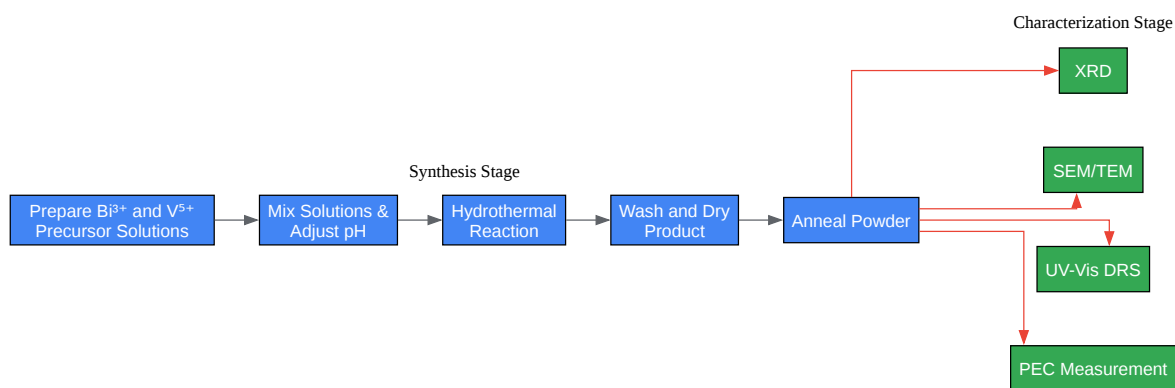 Characterization Stage
XRD
Synthesis Stage
SEM/TEM
Prepare Bi³⁺ and V⁵⁺
Precursor Solutions
Mix Solutions &
Adjust pH
Hydrothermal
Reaction
Wash and Dry
Product
Anneal Powder
UV-Vis DRS
PEC Measurement